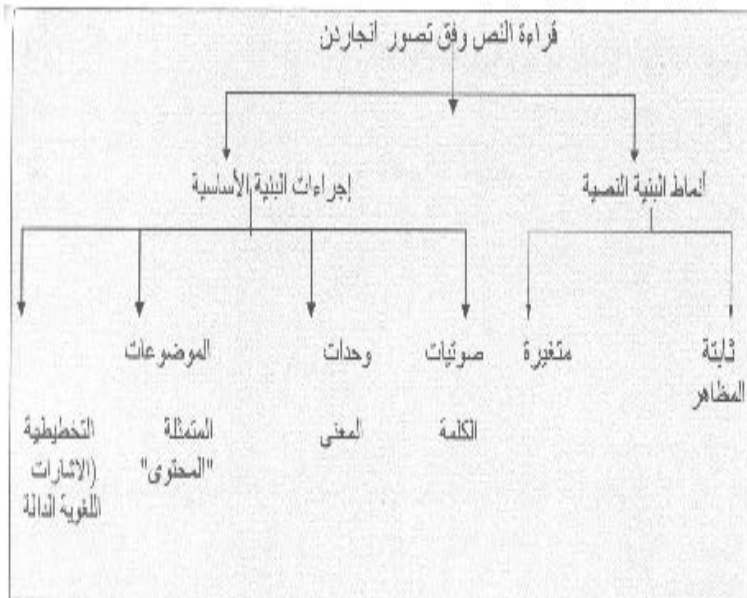 قراءة النص وفق تصور انجاردن
أنماط البنية النصية
إجراءات البنية الأساسية
ثابتة
المظاهر
متغيرة
صوتيات
الكلمة
وحدات
المعنى
الموضوعات
المتمثلة
"المحتوى"
التخطيطية
(الاشارات
اللغوية الدالة